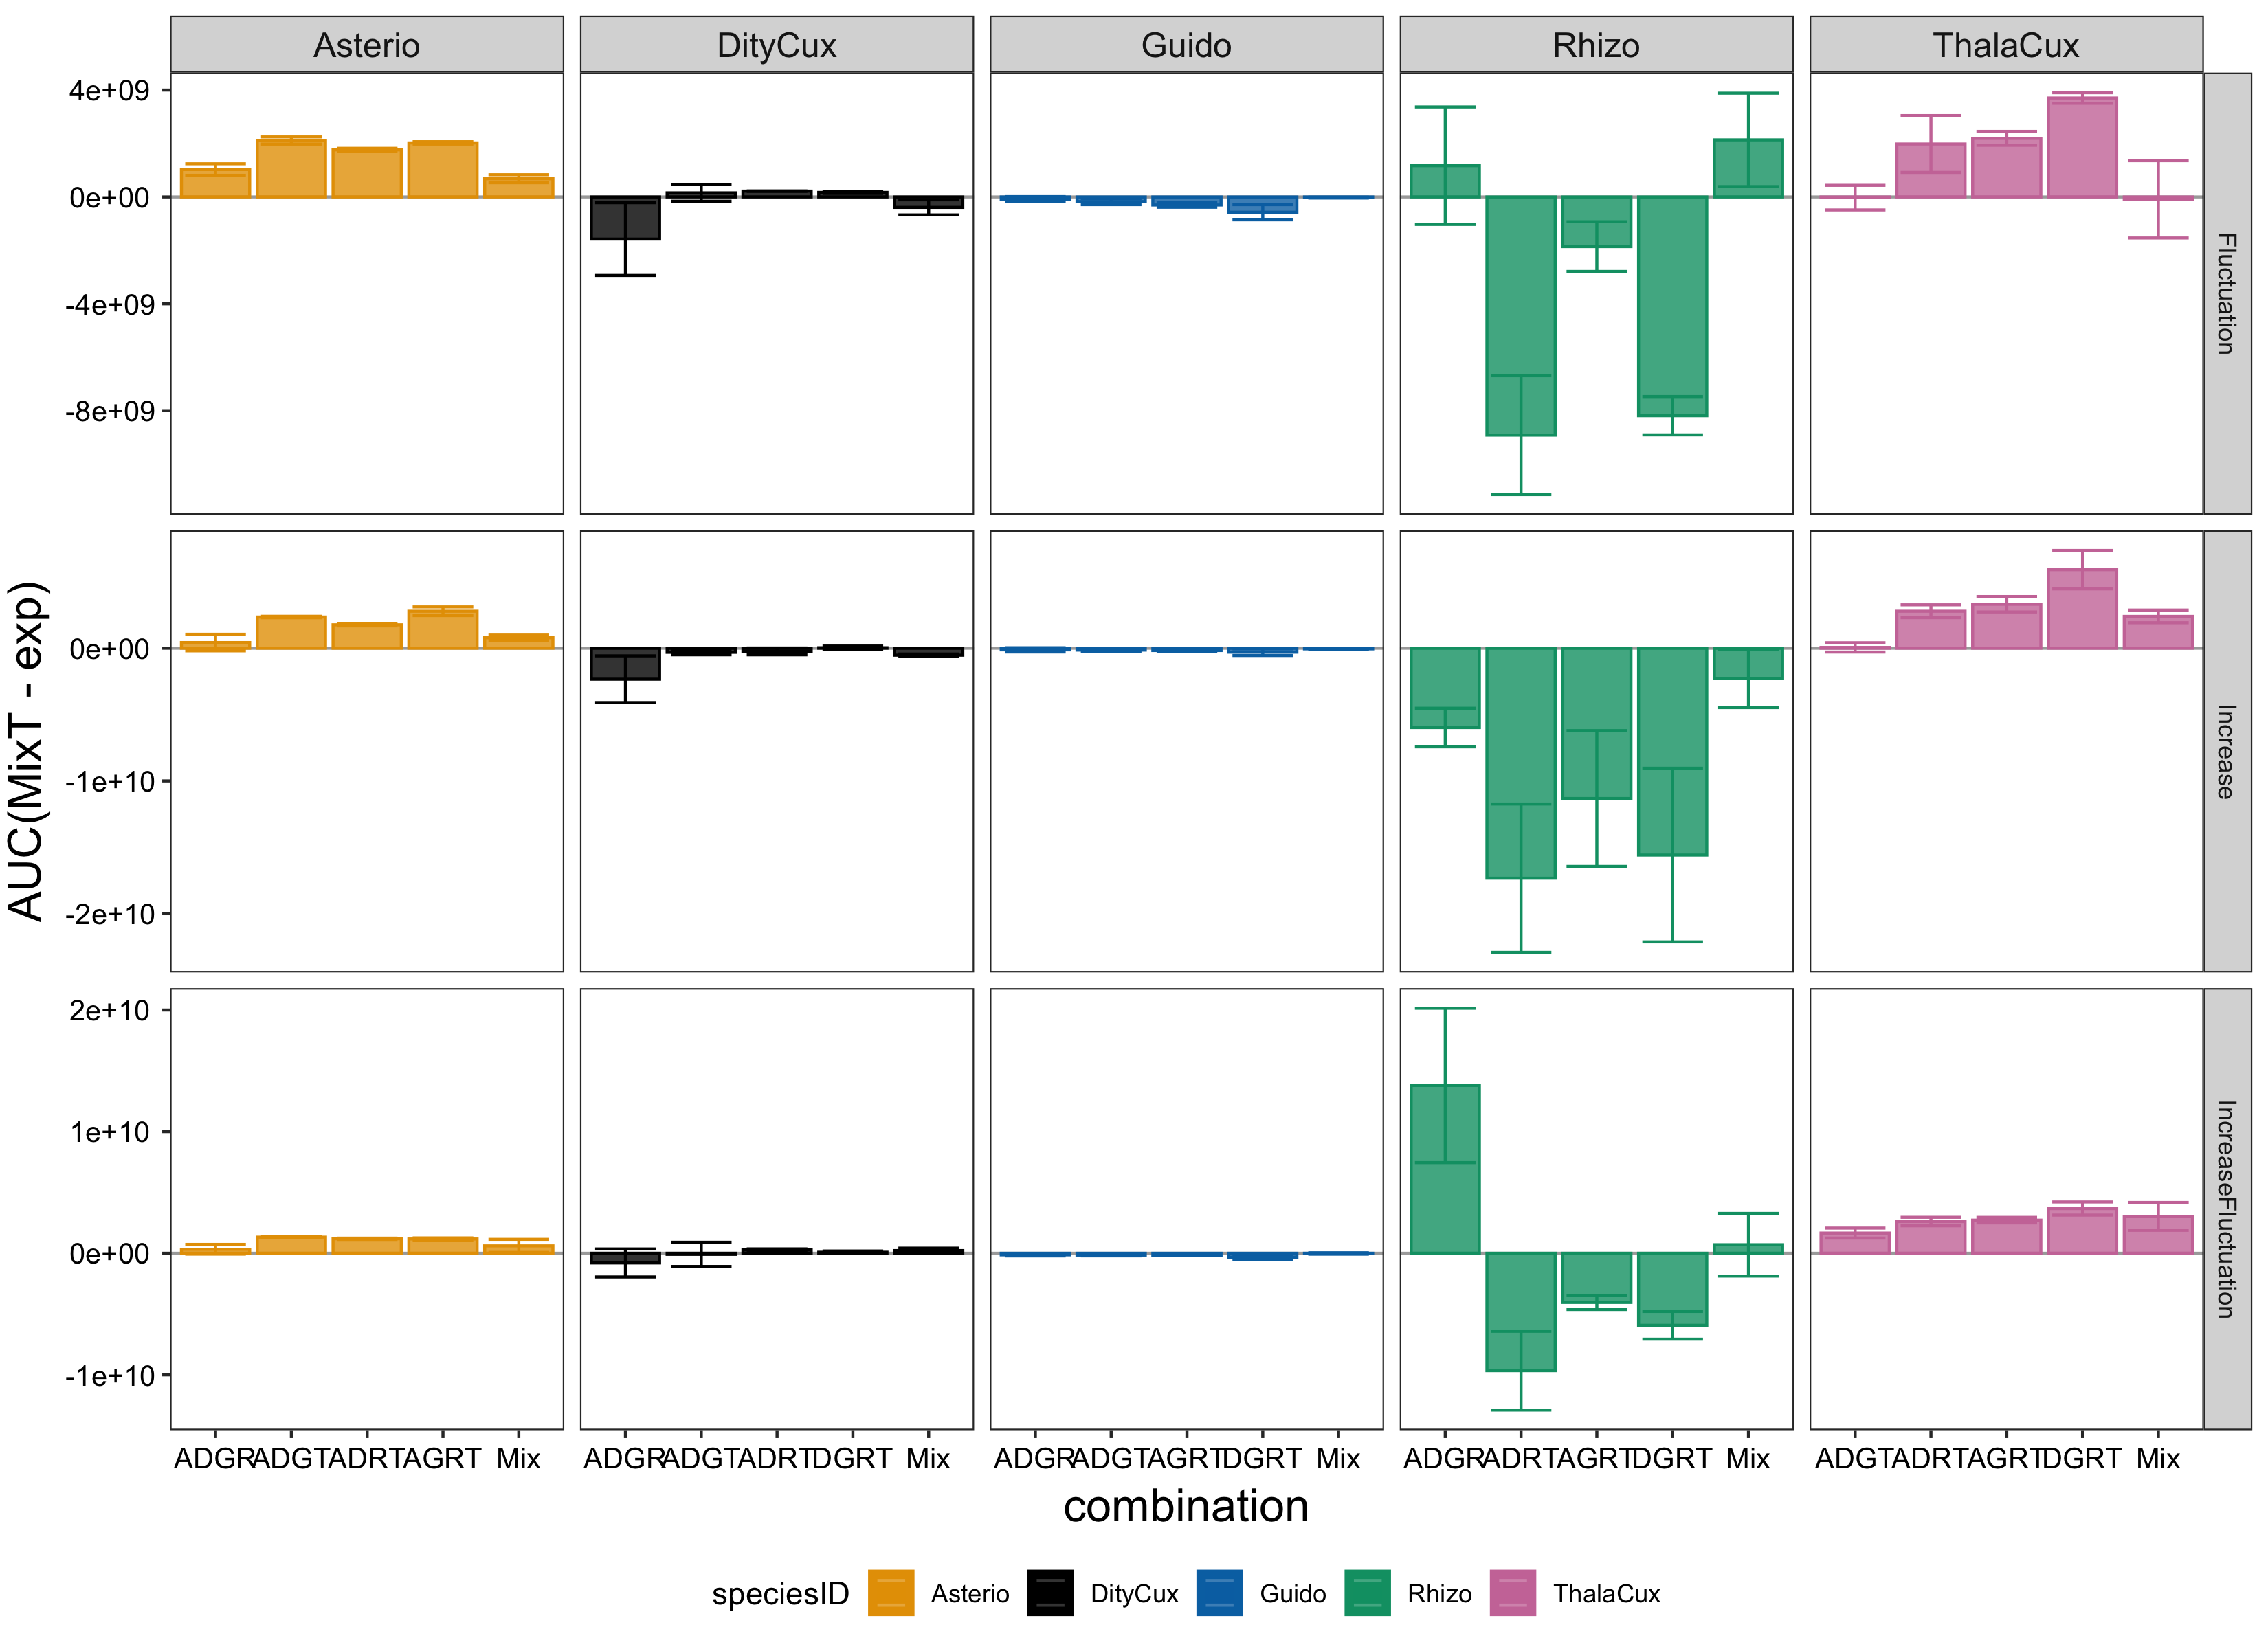 Asterio DityCux Guido Rhizo ThalaCux
4e+09
0e+00
-4e+09
-8e+09
Fluctuation
0e+00
-1e+10
-2e+10
Increase
2e+10
1e+10
0e+00
-1e+10
IncreaseFluctuation
AUC(MixT - exp)
ADGR ADGT ADRT AGRT Mix ADGR ADGT ADRT DGRT Mix ADGR ADGT AGRT DGRT Mix ADGR ADRT AGRT DGRT Mix ADGT ADRT AGRT DGRT Mix
combination
speciesID Asterio DityCux Guido Rhizo ThalaCux